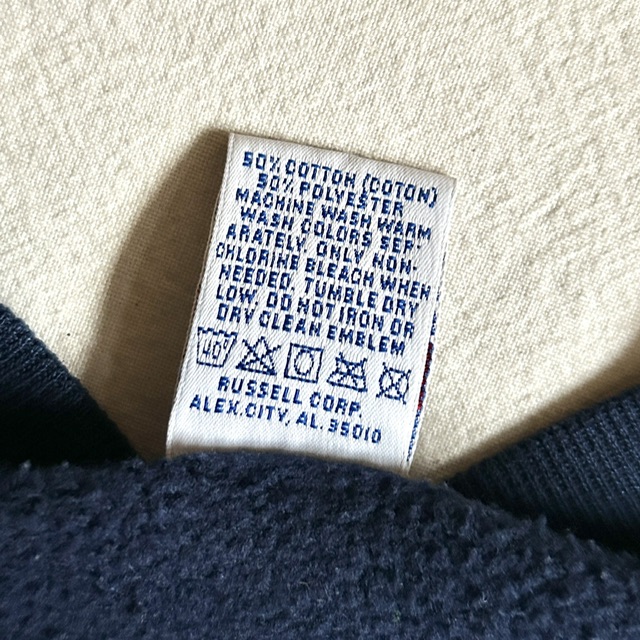 50% COTTON (COTON)
50% POLYESTER
MACHINE WASH WARM
WASH COLORS SEP-
ARATELY. ONLY NON-
CHLORINE BLEACH WHEN
NEEDED. TUMBLE DRY
LOW. DO NOT IRON OR
DRY CLEAN EMBLEM
40°
RUSSELL CORP.
ALEX.CITY, AL. 35010